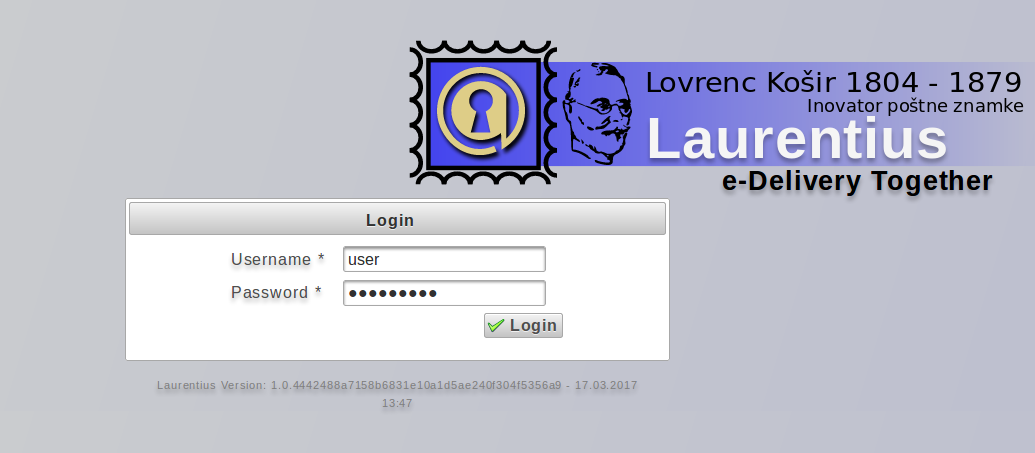 Lovrenc Košir 1804 - 1879
Inovator poštne znamke
Laurentius
e-Delivery Together
Login
Username *
user
Password *
●●●●●●●●●
Login
Laurentius Version: 1.0.4442488a7158b6831e10a1d5ae240f304f5356a9 - 17.03.2017
13:47